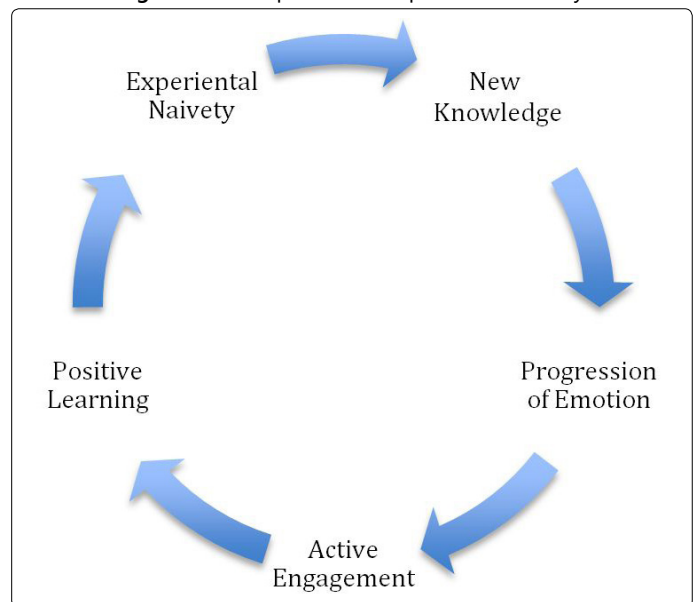 Experiental
Naivety
New
Knowledge
Progression
of Emotion
Active
Engagement
Positive
Learning